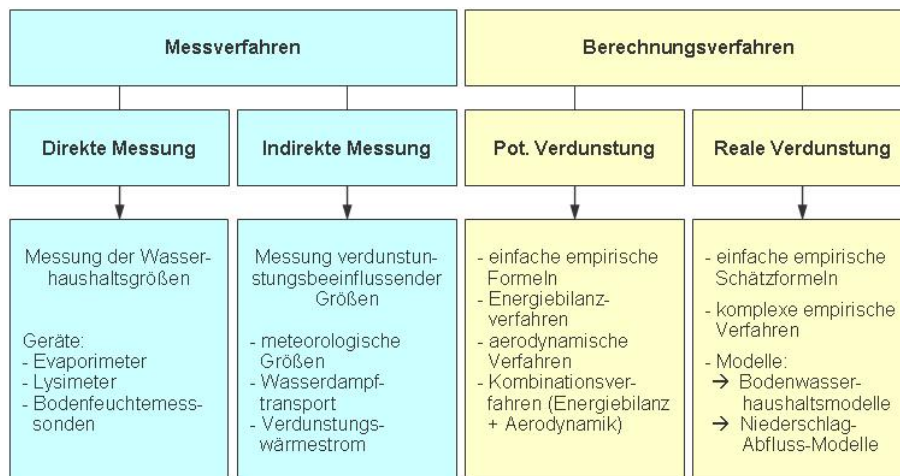 Messverfahren
Berechnungsverfahren
Direkte Messung
Indirekte Messung
Pot. Verdunstung
Reale Verdunstung
Messung der Wasser-
haushaltsgrößen
Geräte:
- Evaporimeter
- Lysimeter
- Bodenfeuchtemess-
sonden
Messung verdunstun-
unstungsbeeinflussender
Größen
- meteorologische
Größen
- Wasserdampf-
transport
- Verdunstungs-
wärmestrom
- einfache empirische
Formeln
- Energiebilanz-
verfahren
- aerodynamische
Verfahren
- Kombinationsver-
fahren (Energiebilanz
+ Aerodynamik)
- einfache empirische
Schätzformeln
- komplexe empirische
Verfahren
- Modelle:
→ Bodenwasser-
haushaltsmodelle
→ Niederschlag-
Abfluss-Modelle